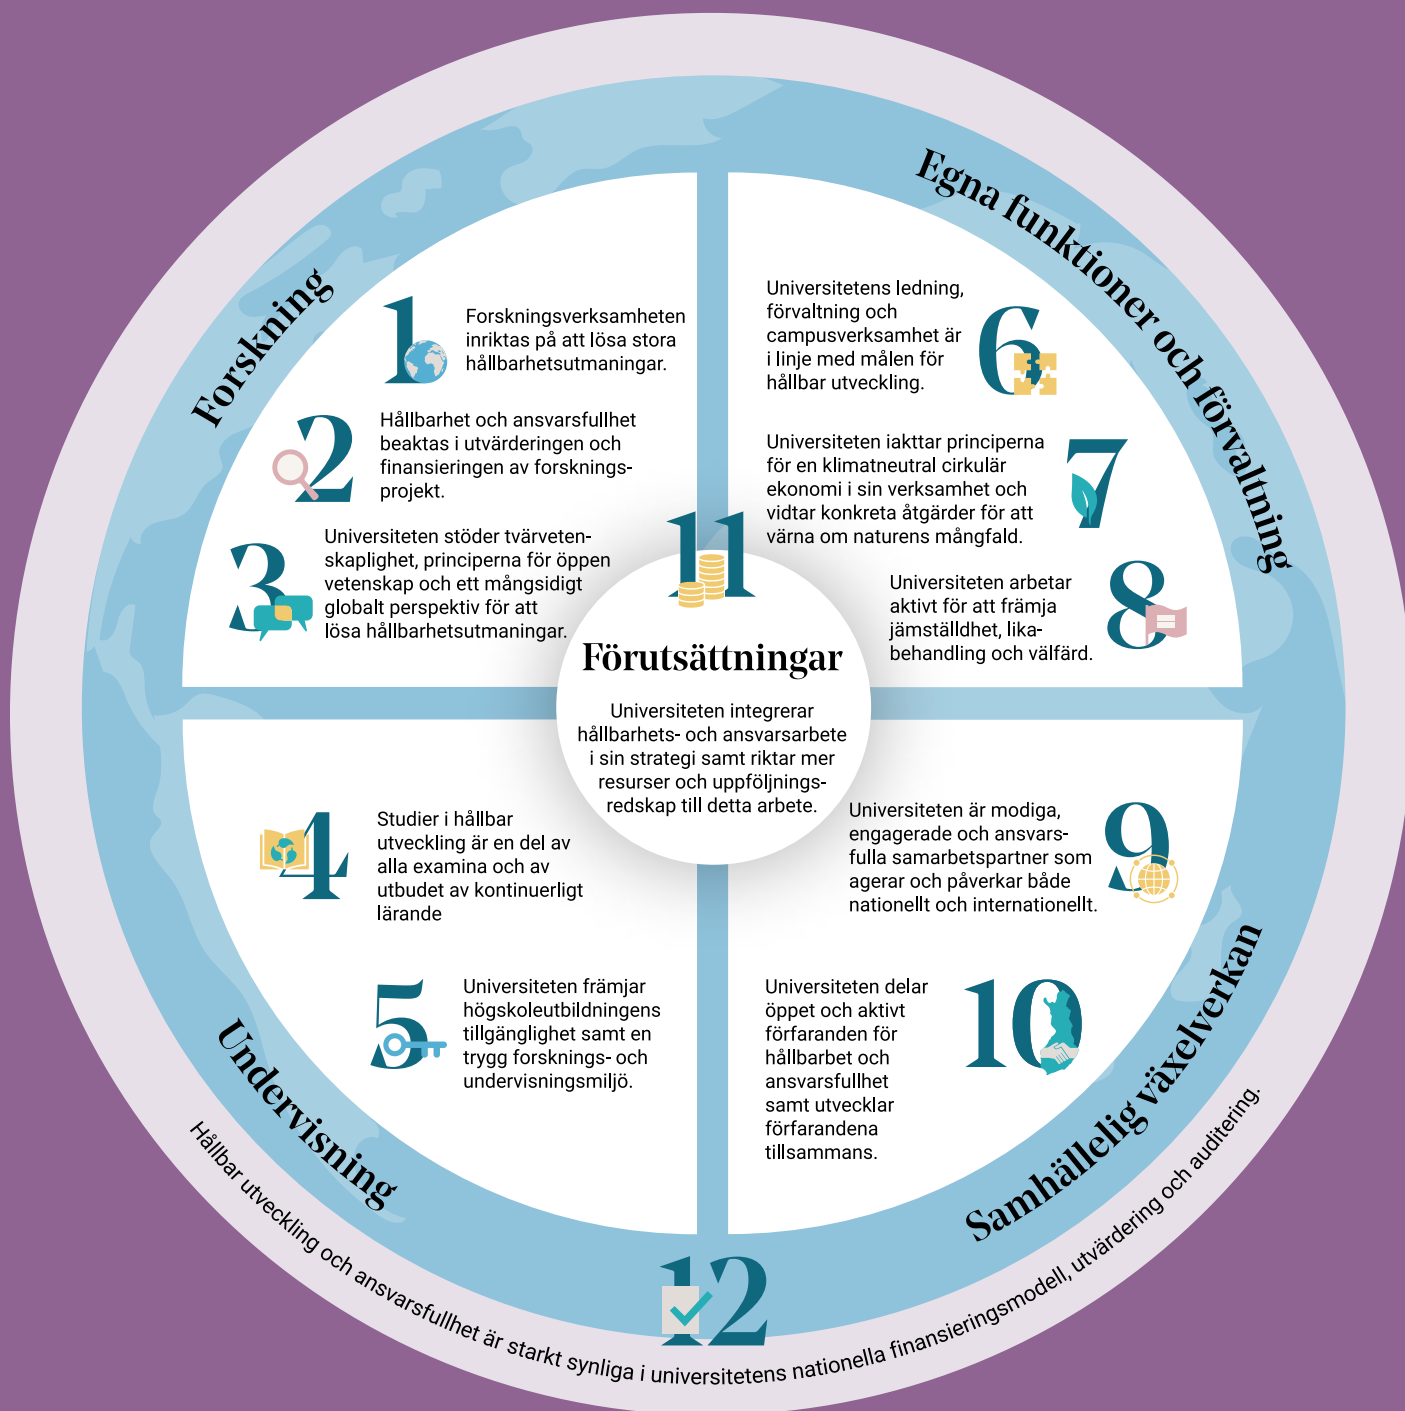 Forskning
1
Forskningsverksamheten
inriktas på att lösa stora
hållbarhetsutmaningar.
2
Hållbarhet och ansvarsfullhet
beaktas i utvärderingen och
finansieringen av forsknings-
projekt.
3
Universiteten stöder tvärveten-
skaplighet, principerna för öppen
vetenskap och ett mångsidigt
globalt perspektiv för att
lösa hållbarhetsutmaningar.
Undervisning
4
Studier i hållbar
utveckling är en del av
alla examina och av
utbudet av kontinuerligt
lärande
5
Universiteten främjar
högskoleutbildningens
tillgänglighet samt en
trygg forsknings- och
undervisningsmiljö.
Egna funktioner och förvaltning
Universitetens ledning,
förvaltning och
campusverksamhet är
i linje med målen för
hållbar utveckling.
6
Universiteten iakttar principerna
för en klimatneutral cirkulär
ekonomi i sin verksamhet och
vidtar konkreta åtgärder för att
värna om naturens mångfald.
7
Universiteten arbetar
aktivt för att främja
jämställdhet, lika-
behandling och välfärd.
8
Samhällelig växelverkan
Universiteten är modiga,
engagerade och ansvars-
fulla samarbetspartner som
agerar och påverkar både
nationellt och internationellt.
9
Universiteten delar
öppet och aktivt
förfaranden för
hållbarbet och
ansvarsfullhet
samt utvecklar
förfarandena
tillsammans.
10
11
Förutsättningar
Universiteten integrerar
hållbarhets- och ansvarsarbete
i sin strategi samt riktar mer
resurser och uppföljnings-
redskap till detta arbete.
12
Hållbar utveckling och ansvarsfullhet är starkt synliga i universitetens nationella finansieringsmodell, utvärdering och auditering.